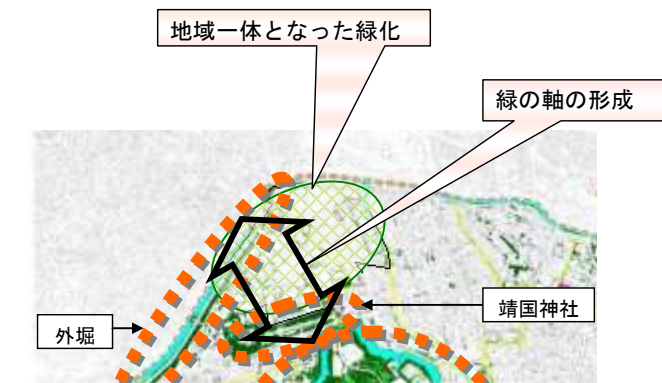 地域一体となった緑化
緑の軸の形成
靖国神社
外堀